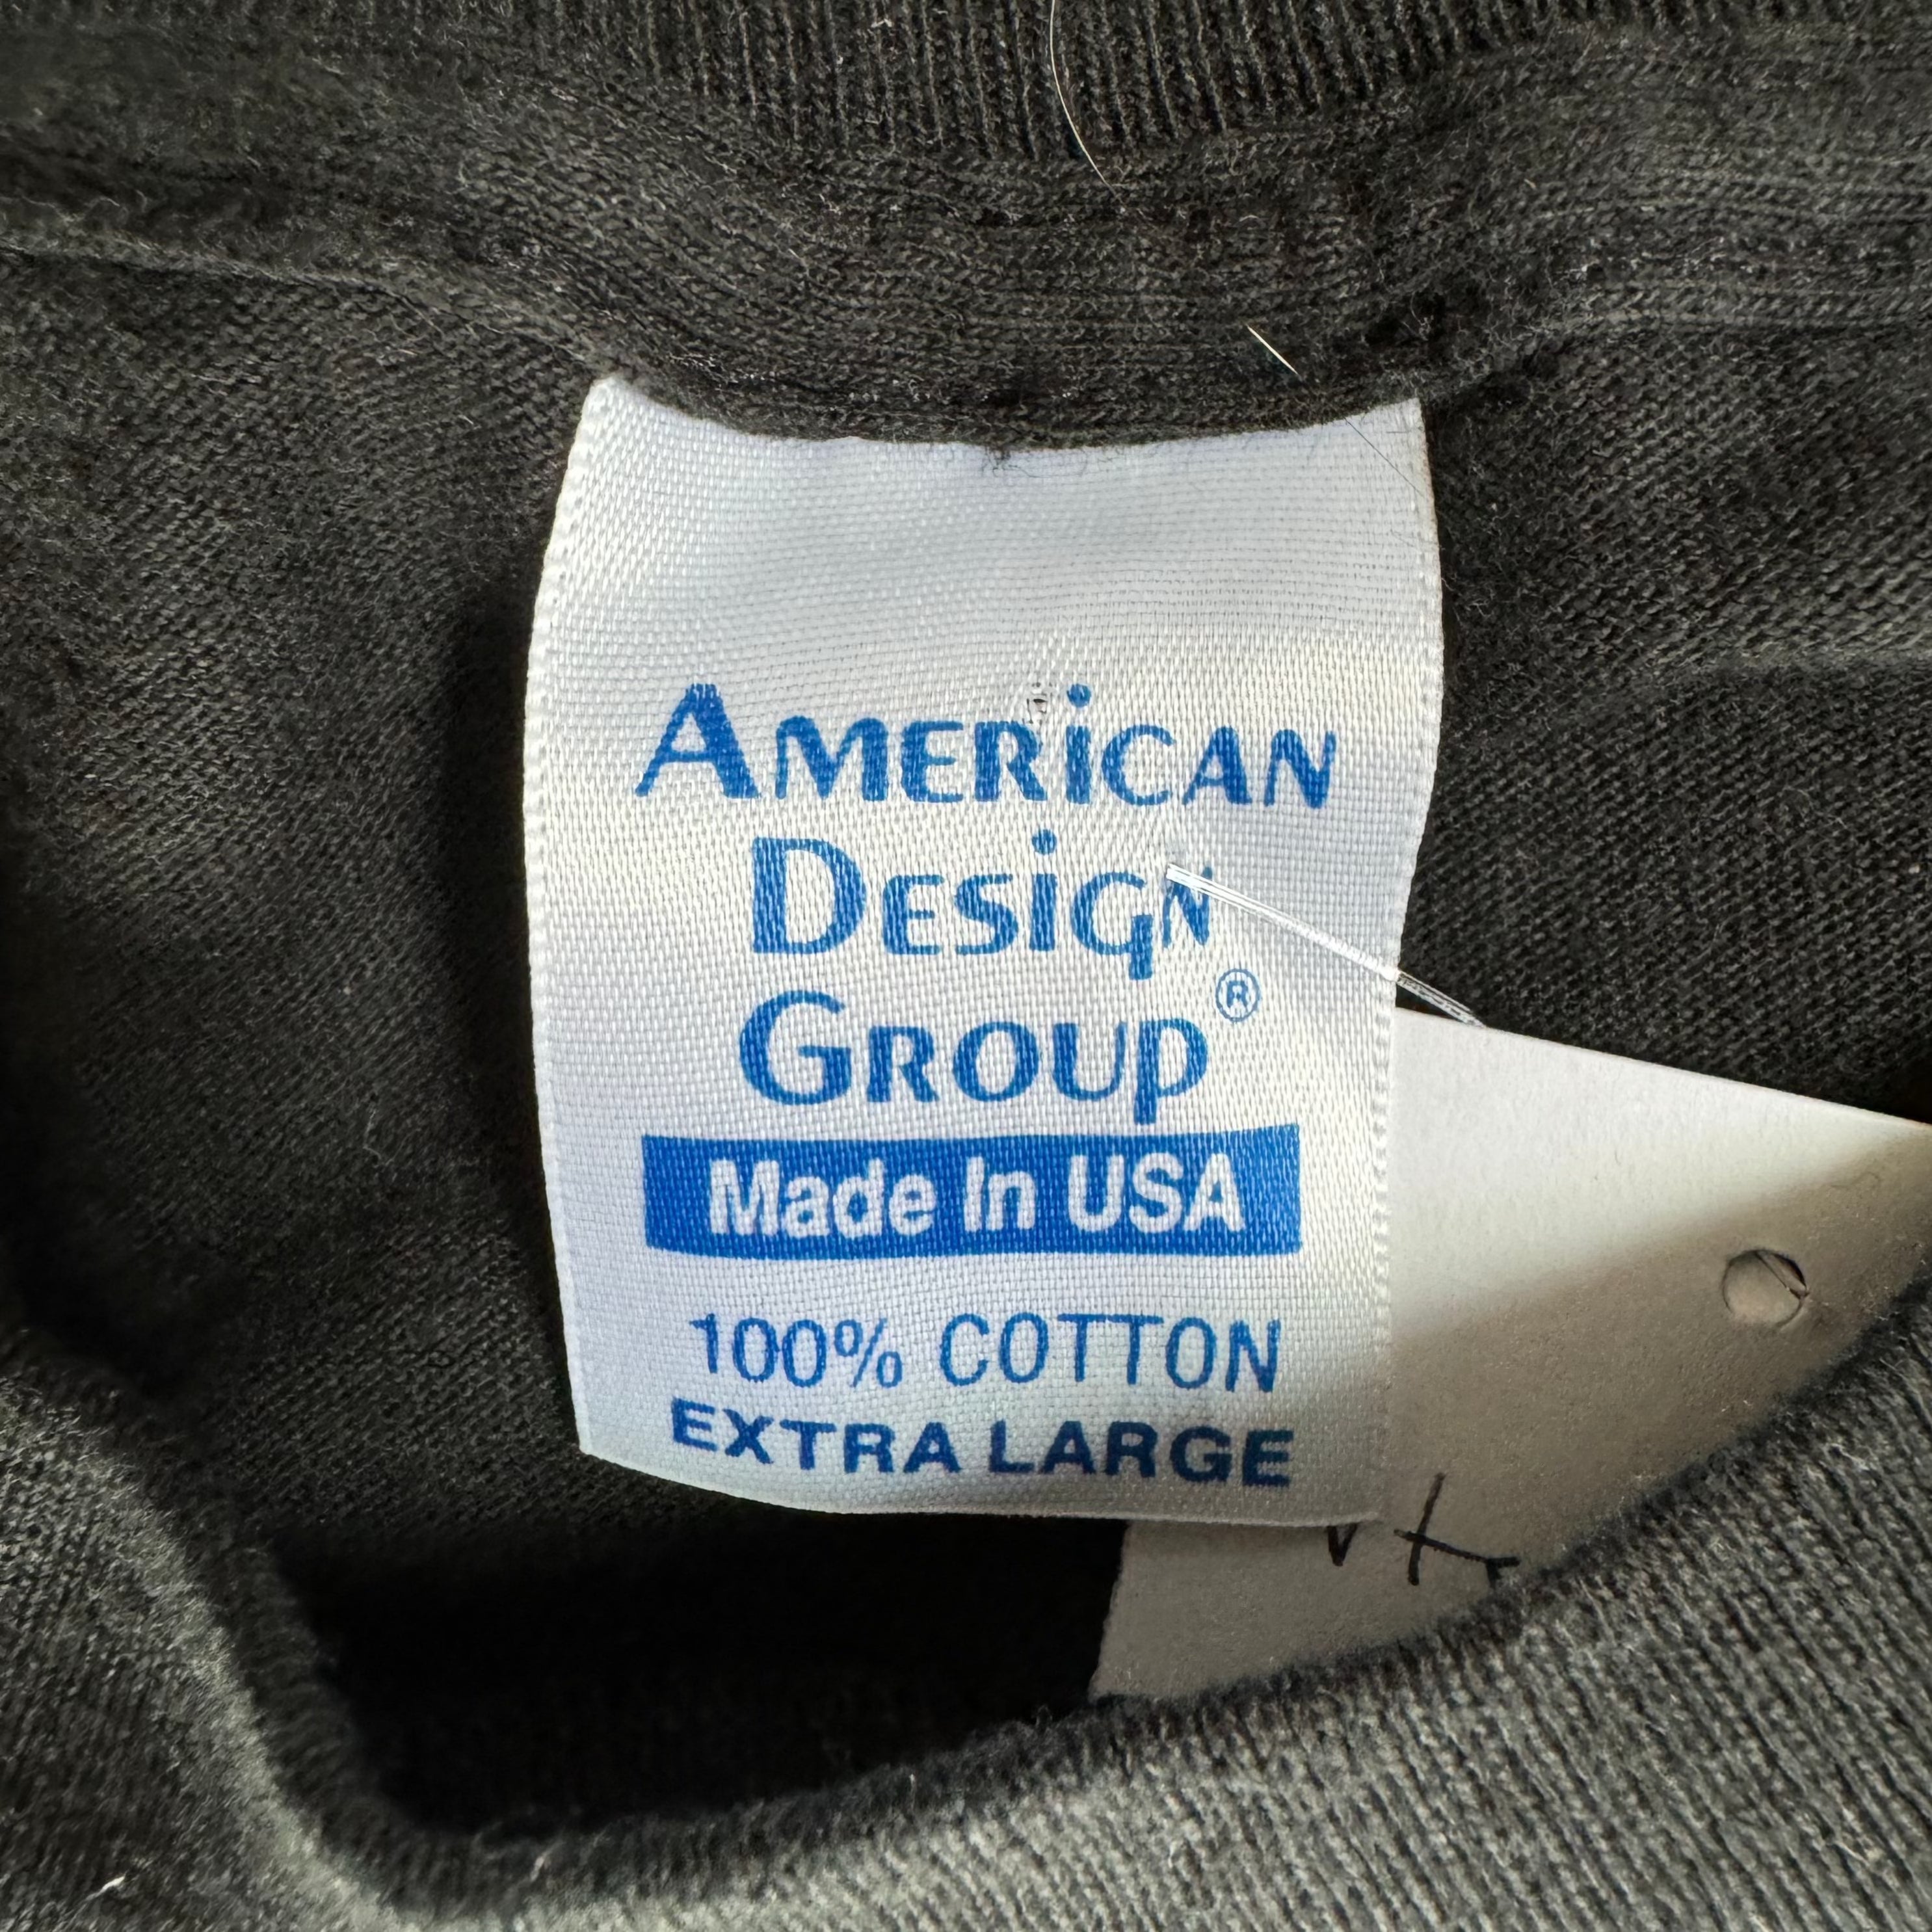 American
Design
Group®
Made In USA
100% COTTON
EXTRA LARGE